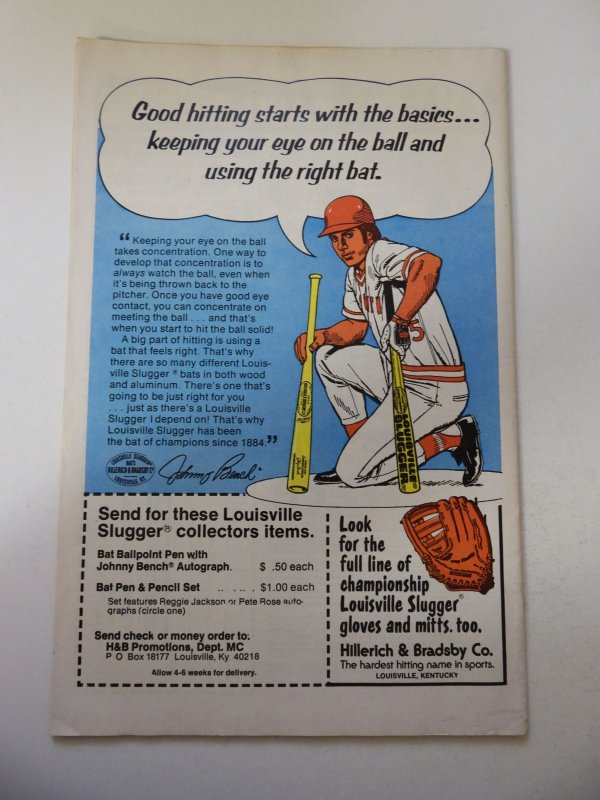 Good hitting starts with the basics...
keeping your eye on the ball and
using the right bat.
“Keeping your eye on the ball
takes concentration. One way to
develop that concentration is to
always watch the ball, even when
it's being thrown back to the
pitcher. Once you have good eye
contact, you can concentrate on
meeting the ball . . . and that's
when you start to hit the ball solid!
A big part of hitting is using a
bat that feels right. That's why
there are so many different Louis-
ville Slugger® bats in both wood
and aluminum. There's one that's
going to be just right for you
. . . just as there's a Louisville
Slugger I depend on! That's why
Louisville Slugger has been
the bat of champions since 1884.”
LOUISVILLE SLUGGER
BATS
HILLERICH & BRADSBY Co
LOUISVILLE, KY
Johnny Bench
5
LOUISVILLE
SLUGGER
Send for these Louisville
Slugger® collectors items.
Bat Ballpoint Pen with
Johnny Bench® Autograph. $ .50 each
Bat Pen & Pencil Set . . . . . $1.00 each
Set features Reggie Jackson or Pete Rose auto-
graphs (circle one)
Send check or money order to:
H&B Promotions, Dept. MC
P O Box 18177 Louisville, Ky 40218
Allow 4-6 weeks for delivery.
Look
for the
full line of
championship
Louisville Slugger®
gloves and mitts, too.
Hillerich & Bradsby Co.
The hardest hitting name in sports.
LOUISVILLE, KENTUCKY